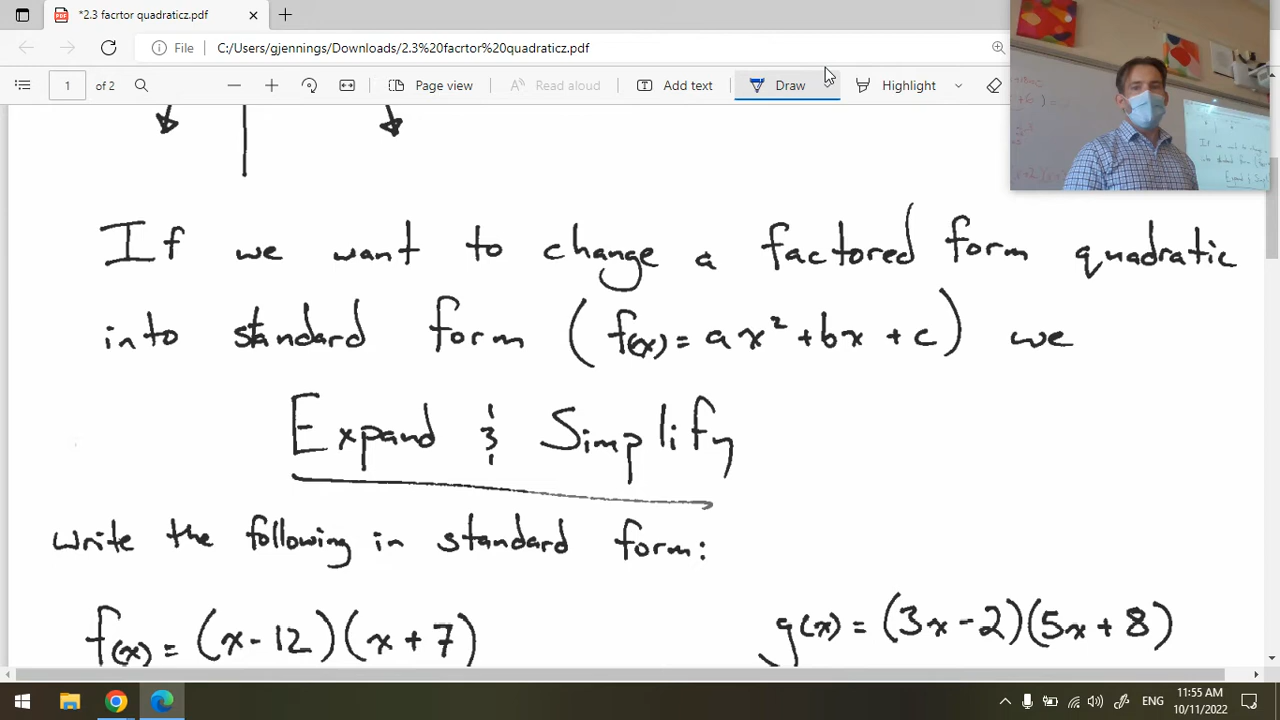 *2.3 facrtor quadraticz.pdf
File C:/Users/gjennings/Downloads/2.3%20facrtor%20quadraticz.pdf
1 of 2 Page view Read aloud Add text Draw Highlight
If we want to change a factored form quadratic
into standard form (f(x) = ax² + bx + c) we
Expand & Simplify
Write the following in standard form:
f(x) = (x - 12)(x + 7)
g(x) = (3x - 2)(5x + 8)
ENG
11:55 AM
10/11/2022